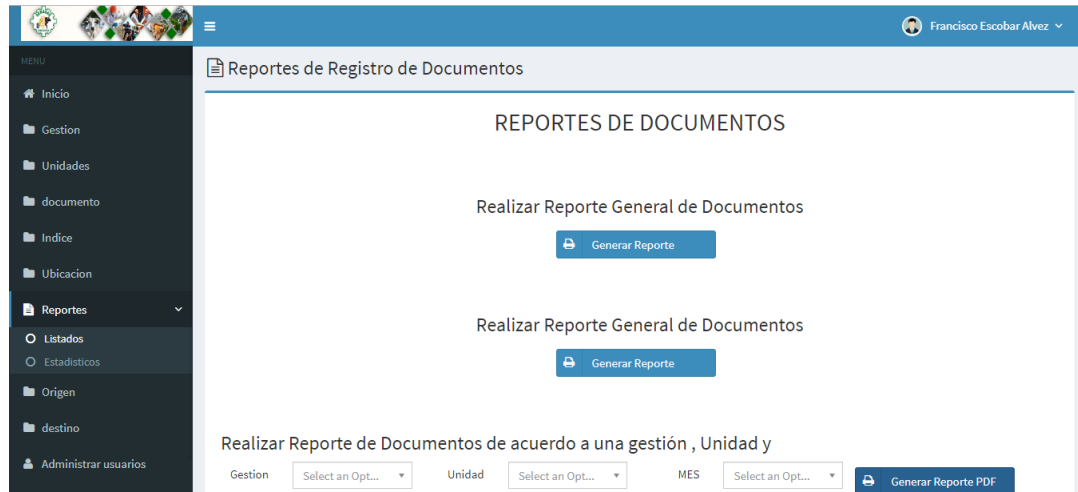 Francisco Escobar Alvez
MENU
Inicio
Gestion
Unidades
documento
Indice
Ubicacion
Reportes
Listados
Estadisticos
Origen
destino
Administrar usuarios
Reportes de Registro de Documentos
REPORTES DE DOCUMENTOS
Realizar Reporte General de Documentos
Generar Reporte
Realizar Reporte General de Documentos
Generar Reporte
Realizar Reporte de Documentos de acuerdo a una gestión , Unidad y
Gestion Select an Opt... Unidad Select an Opt... MES Select an Opt... Generar Reporte PDF